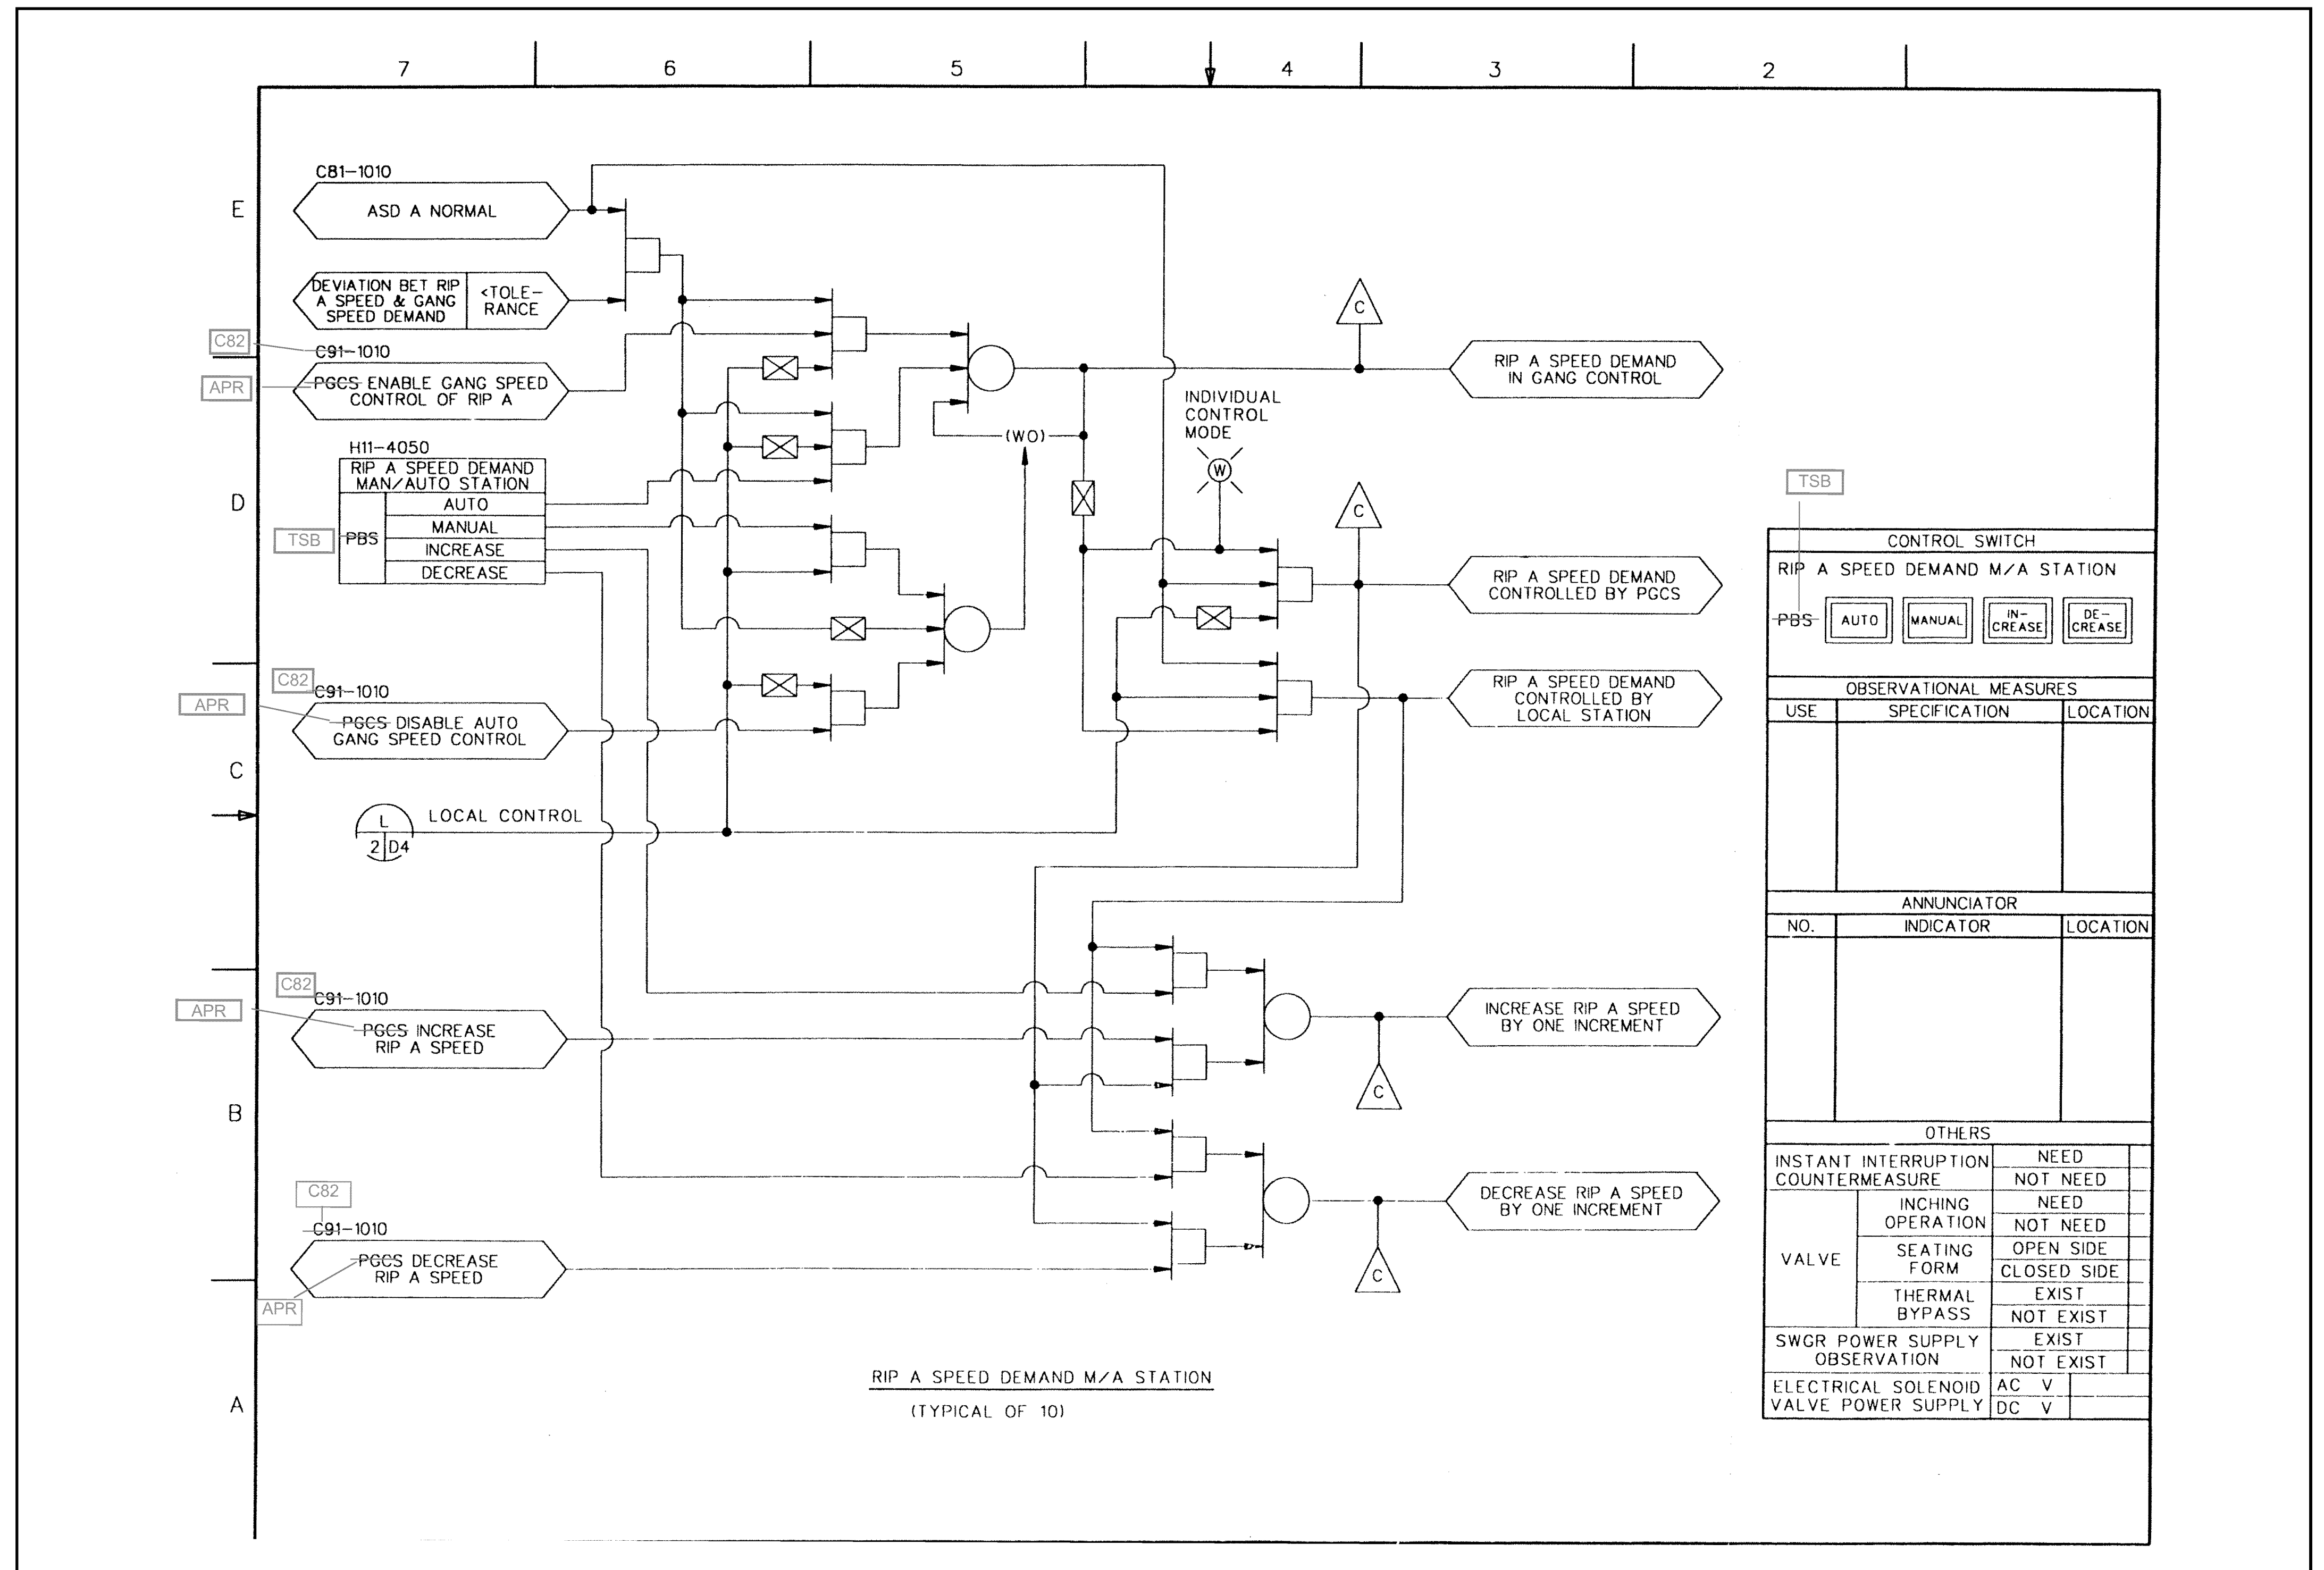 7 6 5 4 3 2
E
D
C
B
A
C81-1010
ASD A NORMAL
DEVIATION BET RIP
A SPEED & GANG
SPEED DEMAND
<TOLE-
RANCE
C82
C91-1010
APR
PGCS ENABLE GANG SPEED
CONTROL OF RIP A
H11-4050
RIP A SPEED DEMAND
MAN/AUTO STATION
TSB
PBS
AUTO
MANUAL
INCREASE
DECREASE
C82
C91-1010
APR
PGCS DISABLE AUTO
GANG SPEED CONTROL
L
2 D4
LOCAL CONTROL
C82
C91-1010
APR
PGCS INCREASE
RIP A SPEED
C82
C91-1010
PGCS DECREASE
RIP A SPEED
APR
(WO)
INDIVIDUAL
CONTROL
MODE
W
C
RIP A SPEED DEMAND
IN GANG CONTROL
C
RIP A SPEED DEMAND
CONTROLLED BY PGCS
RIP A SPEED DEMAND
CONTROLLED BY
LOCAL STATION
INCREASE RIP A SPEED
BY ONE INCREMENT
C
DECREASE RIP A SPEED
BY ONE INCREMENT
C
RIP A SPEED DEMAND M/A STATION
(TYPICAL OF 10)
TSB
CONTROL SWITCH
RIP A SPEED DEMAND M/A STATION
PBS
AUTO
MANUAL
IN-
CREASE
DE-
CREASE
OBSERVATIONAL MEASURES
USE SPECIFICATION LOCATION
ANNUNCIATOR
NO. INDICATOR LOCATION
OTHERS
INSTANT INTERRUPTION
COUNTERMEASURE
NEED
NOT NEED
VALVE
INCHING
OPERATION
NEED
NOT NEED
SEATING
FORM
OPEN SIDE
CLOSED SIDE
THERMAL
BYPASS
EXIST
NOT EXIST
SWGR POWER SUPPLY
OBSERVATION
EXIST
NOT EXIST
ELECTRICAL SOLENOID
VALVE POWER SUPPLY
AC V
DC V